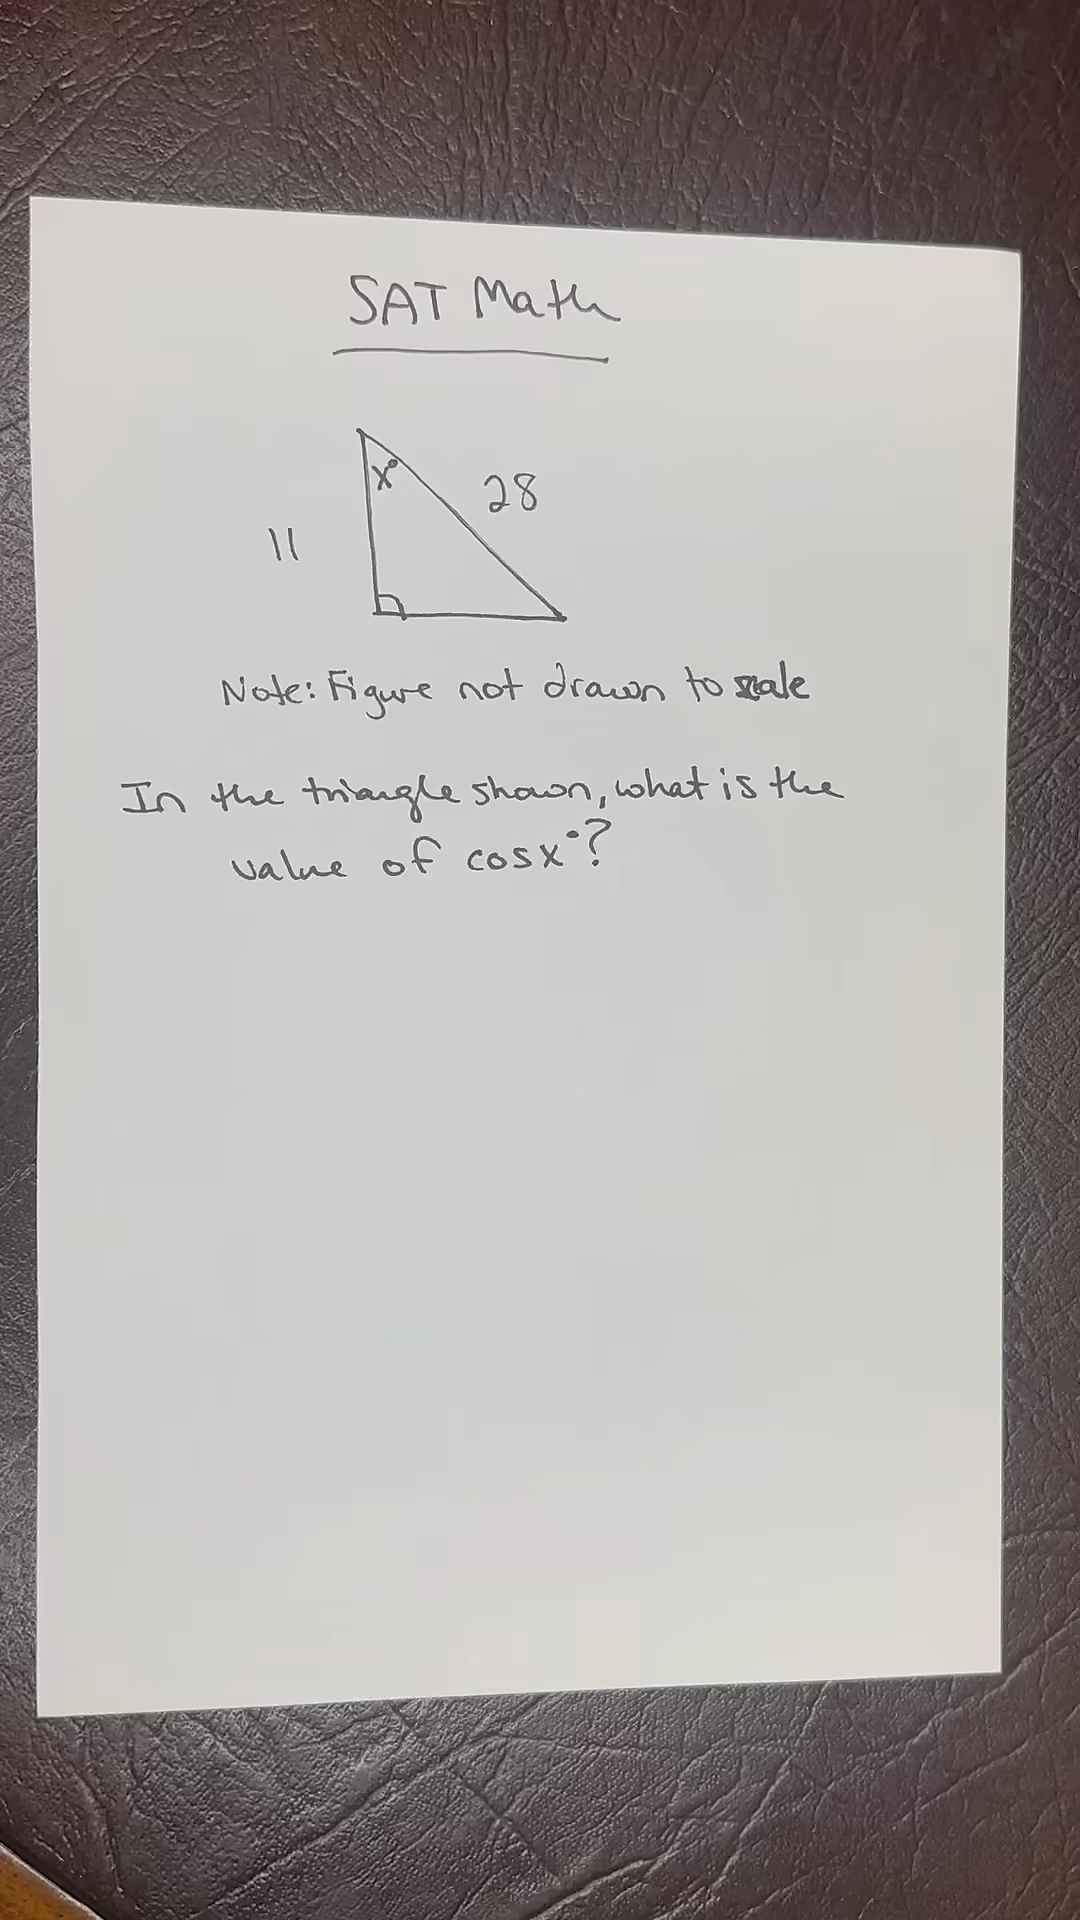 SAT Math
x°
28
11
Note: Figure not drawn to scale
In the triangle shown, what is the
value of cosx°?